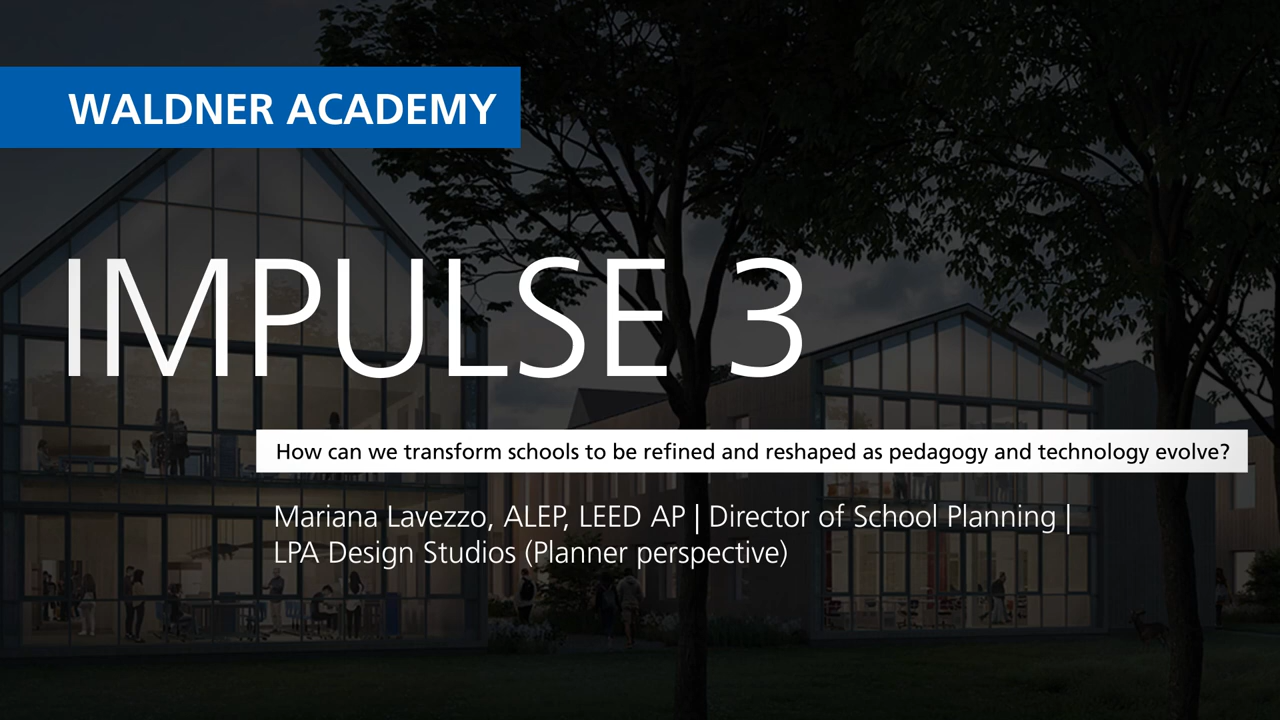 WALDNER ACADEMY
IMPULSE 3
How can we transform schools to be refined and reshaped as pedagogy and technology evolve?
Mariana Lavezzo, ALEP, LEED AP | Director of School Planning |
LPA Design Studios (Planner perspective)